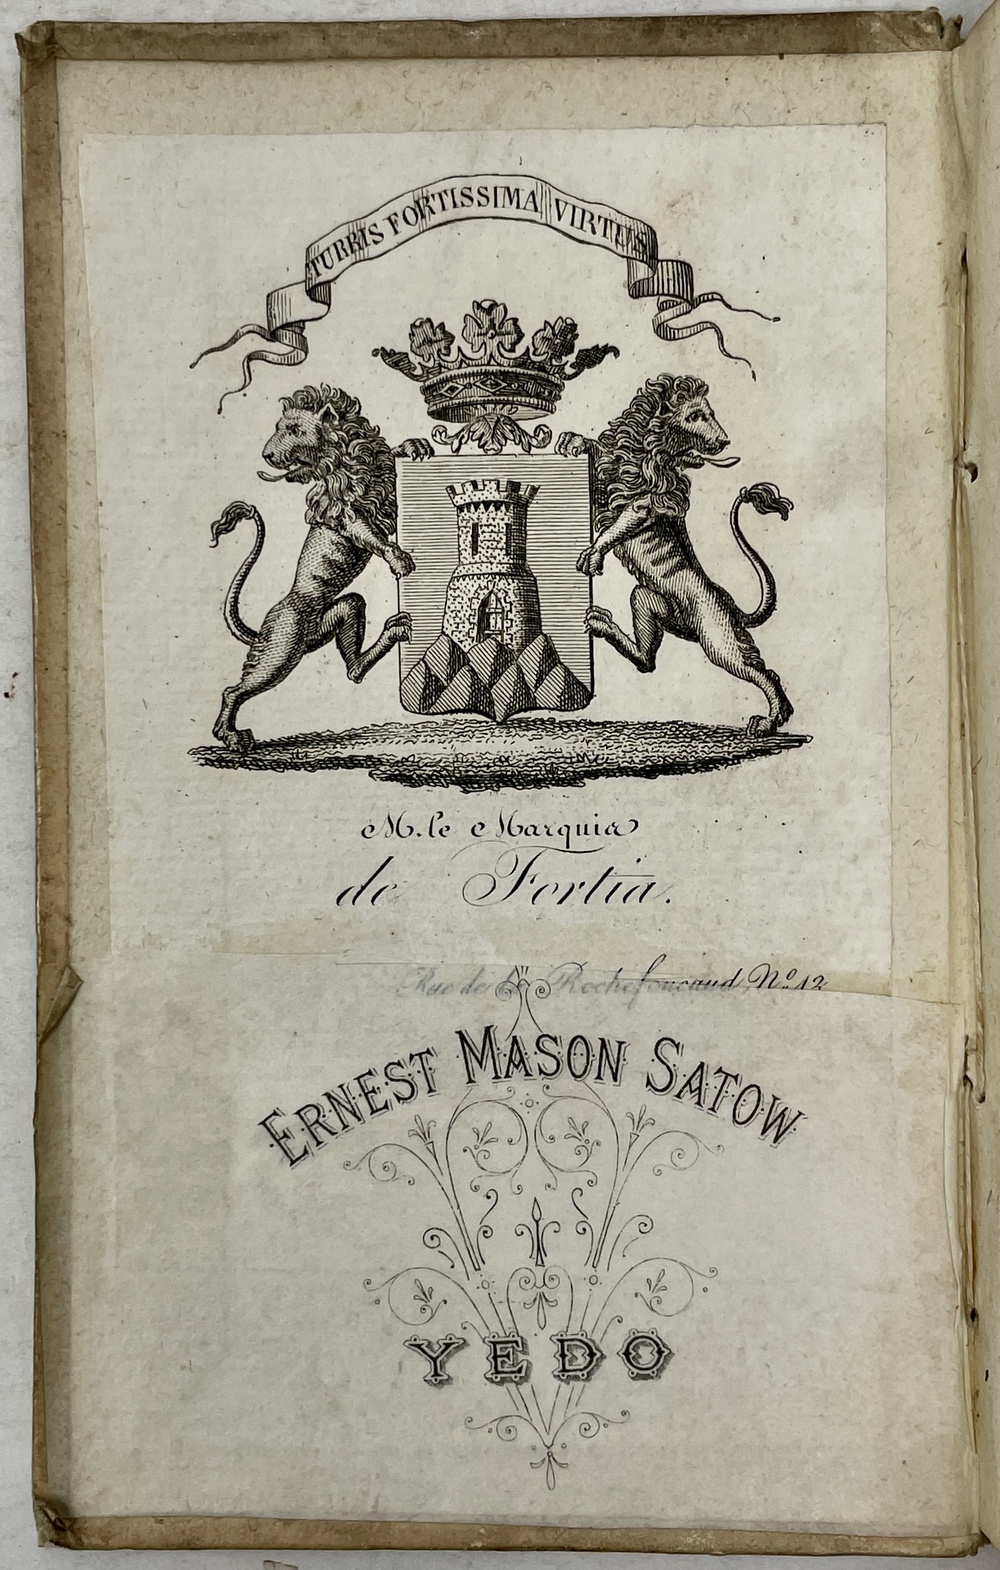 TURRIS FORTISSIMA VIRTUS
M. le Marquis
de Fortia.
Rue de la Rochefoucaud, Nº. 12
ERNEST MASON SATOW
YEDO